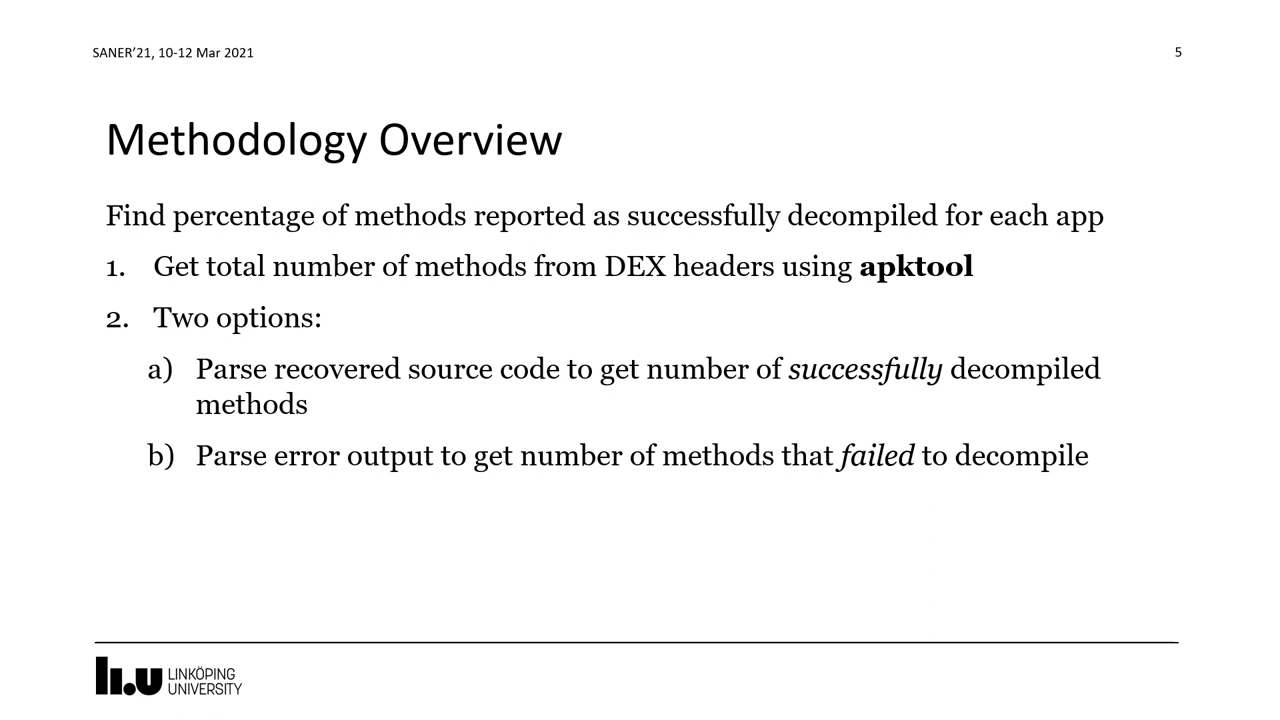 SANER’21, 10-12 Mar 2021
5
Methodology Overview
Find percentage of methods reported as successfully decompiled for each app
1. Get total number of methods from DEX headers using apktool
2. Two options:
a) Parse recovered source code to get number of successfully decompiled
methods
b) Parse error output to get number of methods that failed to decompile
LINKÖPING
UNIVERSITY